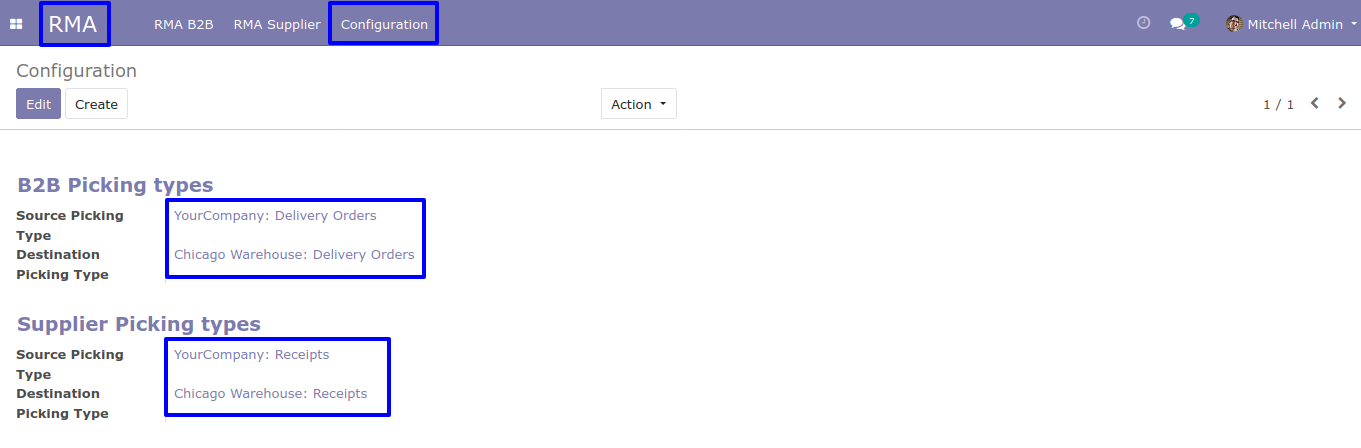 RMA RMA B2B RMA Supplier Configuration 7 Mitchell Admin
Configuration
Edit Create Action 1 / 1
B2B Picking types
Source Picking YourCompany: Delivery Orders
Type
Destination Chicago Warehouse: Delivery Orders
Picking Type
Supplier Picking types
Source Picking YourCompany: Receipts
Type
Destination Chicago Warehouse: Receipts
Picking Type